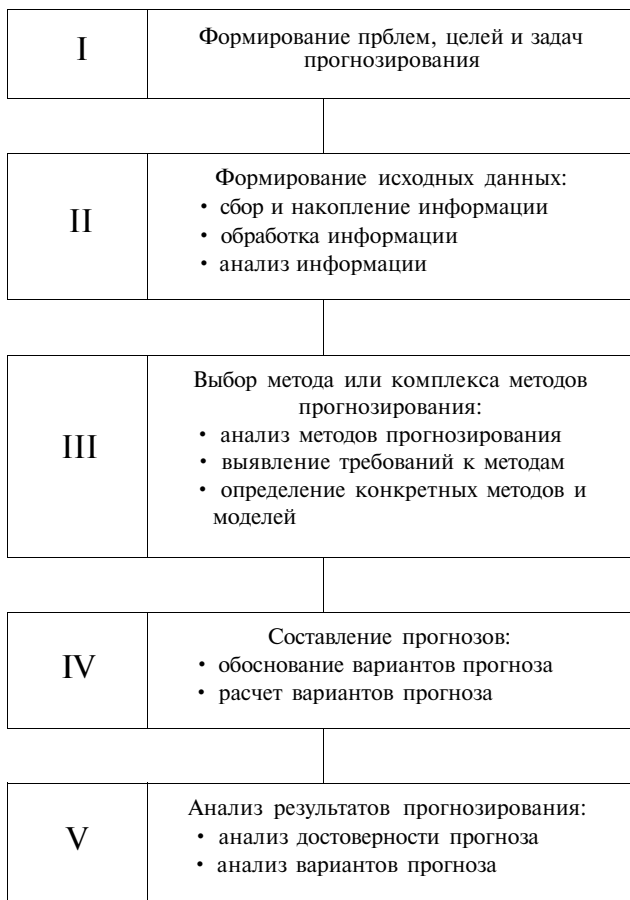 I
Формирование прблем, целей и задач
прогнозирования
II
Формирование исходных данных:
• сбор и накопление информации
• обработка информации
• анализ информации
III
Выбор метода или комплекса методов
прогнозирования:
• анализ методов прогнозирования
• выявление требований к методам
• определение конкретных методов и
моделей
IV
Составление прогнозов:
• обоснование вариантов прогноза
• расчет вариантов прогноза
V
Анализ результатов прогнозирования:
• анализ достоверности прогноза
• анализ вариантов прогноза